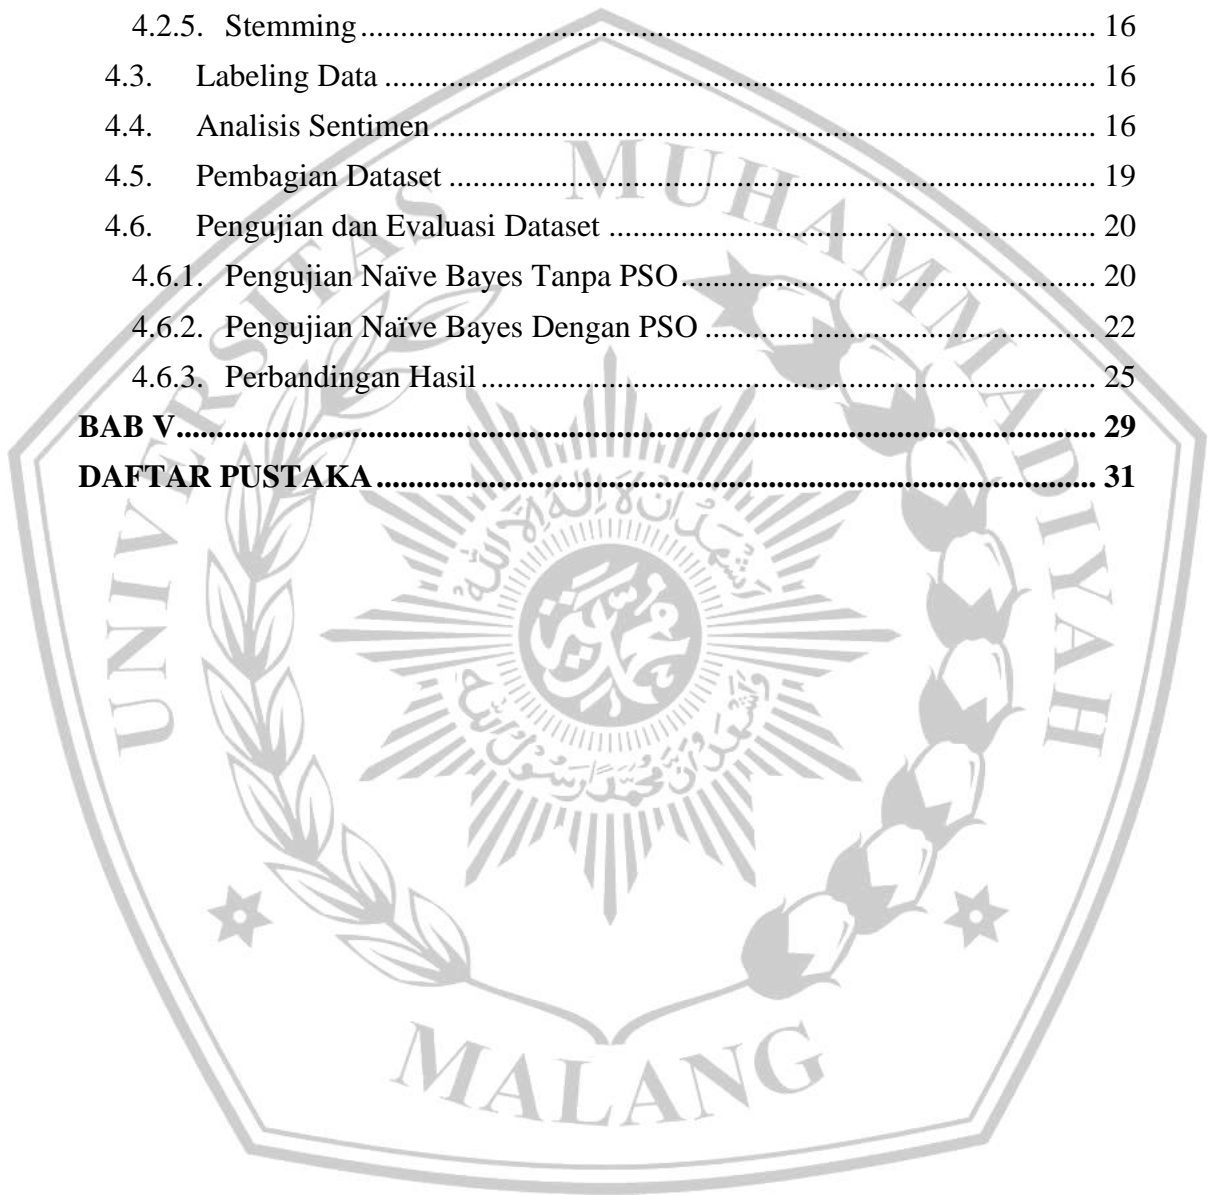 4.2.5. Stemming ........ 16
4.3. Labeling Data ........ 16
4.4. Analisis Sentimen ........ 16
4.5. Pembagian Dataset ........ 19
4.6. Pengujian dan Evaluasi Dataset ........ 20
4.6.1. Pengujian Naïve Bayes Tanpa PSO ........ 20
4.6.2. Pengujian Naïve Bayes Dengan PSO ........ 22
4.6.3. Perbandingan Hasil ........ 25
BAB V ........ 29
DAFTAR PUSTAKA ........ 31
UNIVERSITAS MUHAMMADIYAH
MALANG